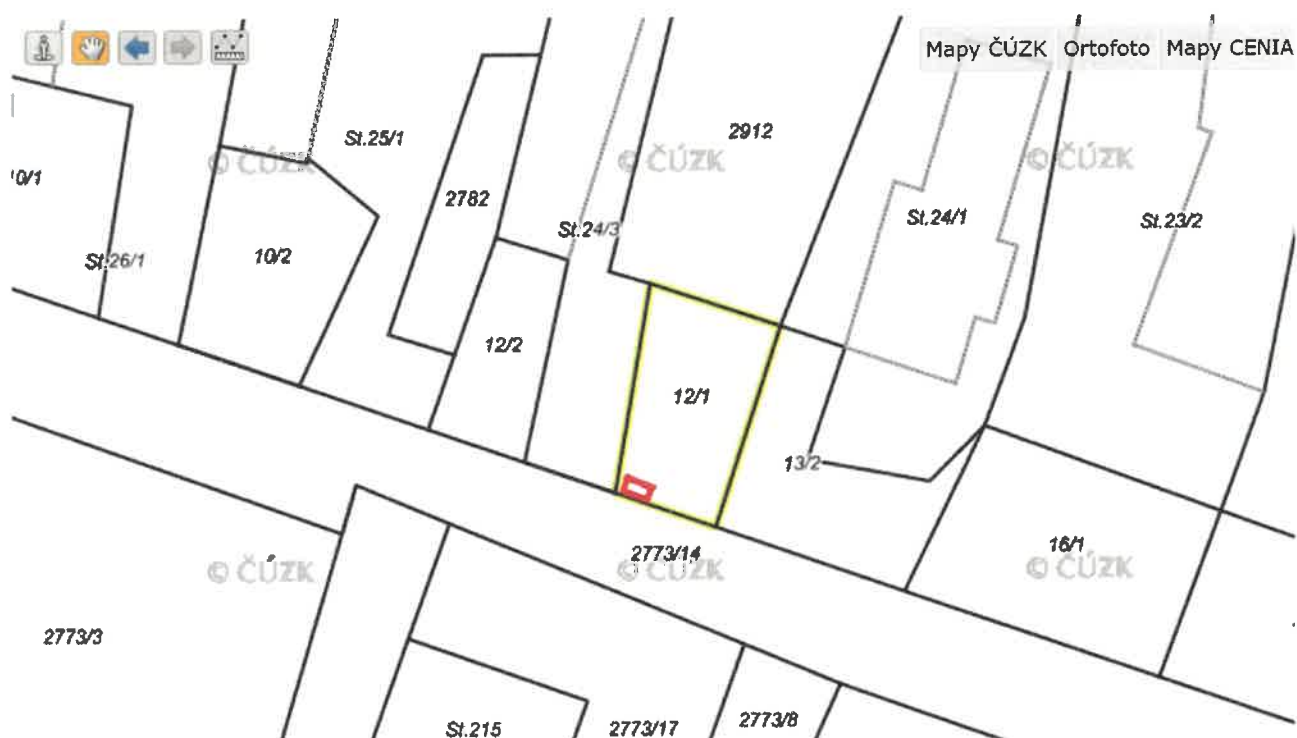 Mapy ČÚZK Ortofoto Mapy CENIA
2912
St.25/1
© ČÚZK © ČÚZK © ČÚZK
0/1
2782
St.24/1
St.23/2
St.24/3
10/2
St.26/1
12/2
12/1
13/2
16/1
2773/14
© ČÚZK © ČÚZK © ČÚZK
2773/3
2773/8
St.215
2773/17